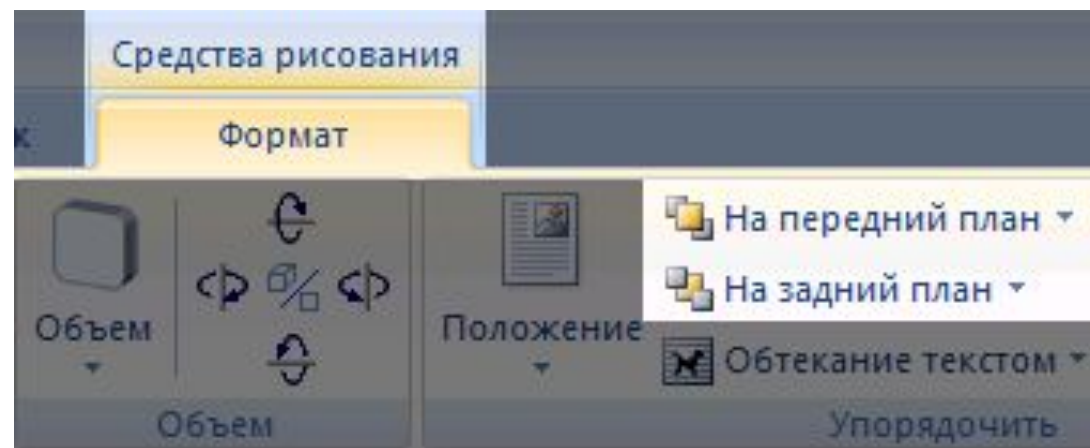 Средства рисования
к
Формат
На передний план
На задний план
Объем
Положение
Обтекание текстом
Объем
Упорядочить